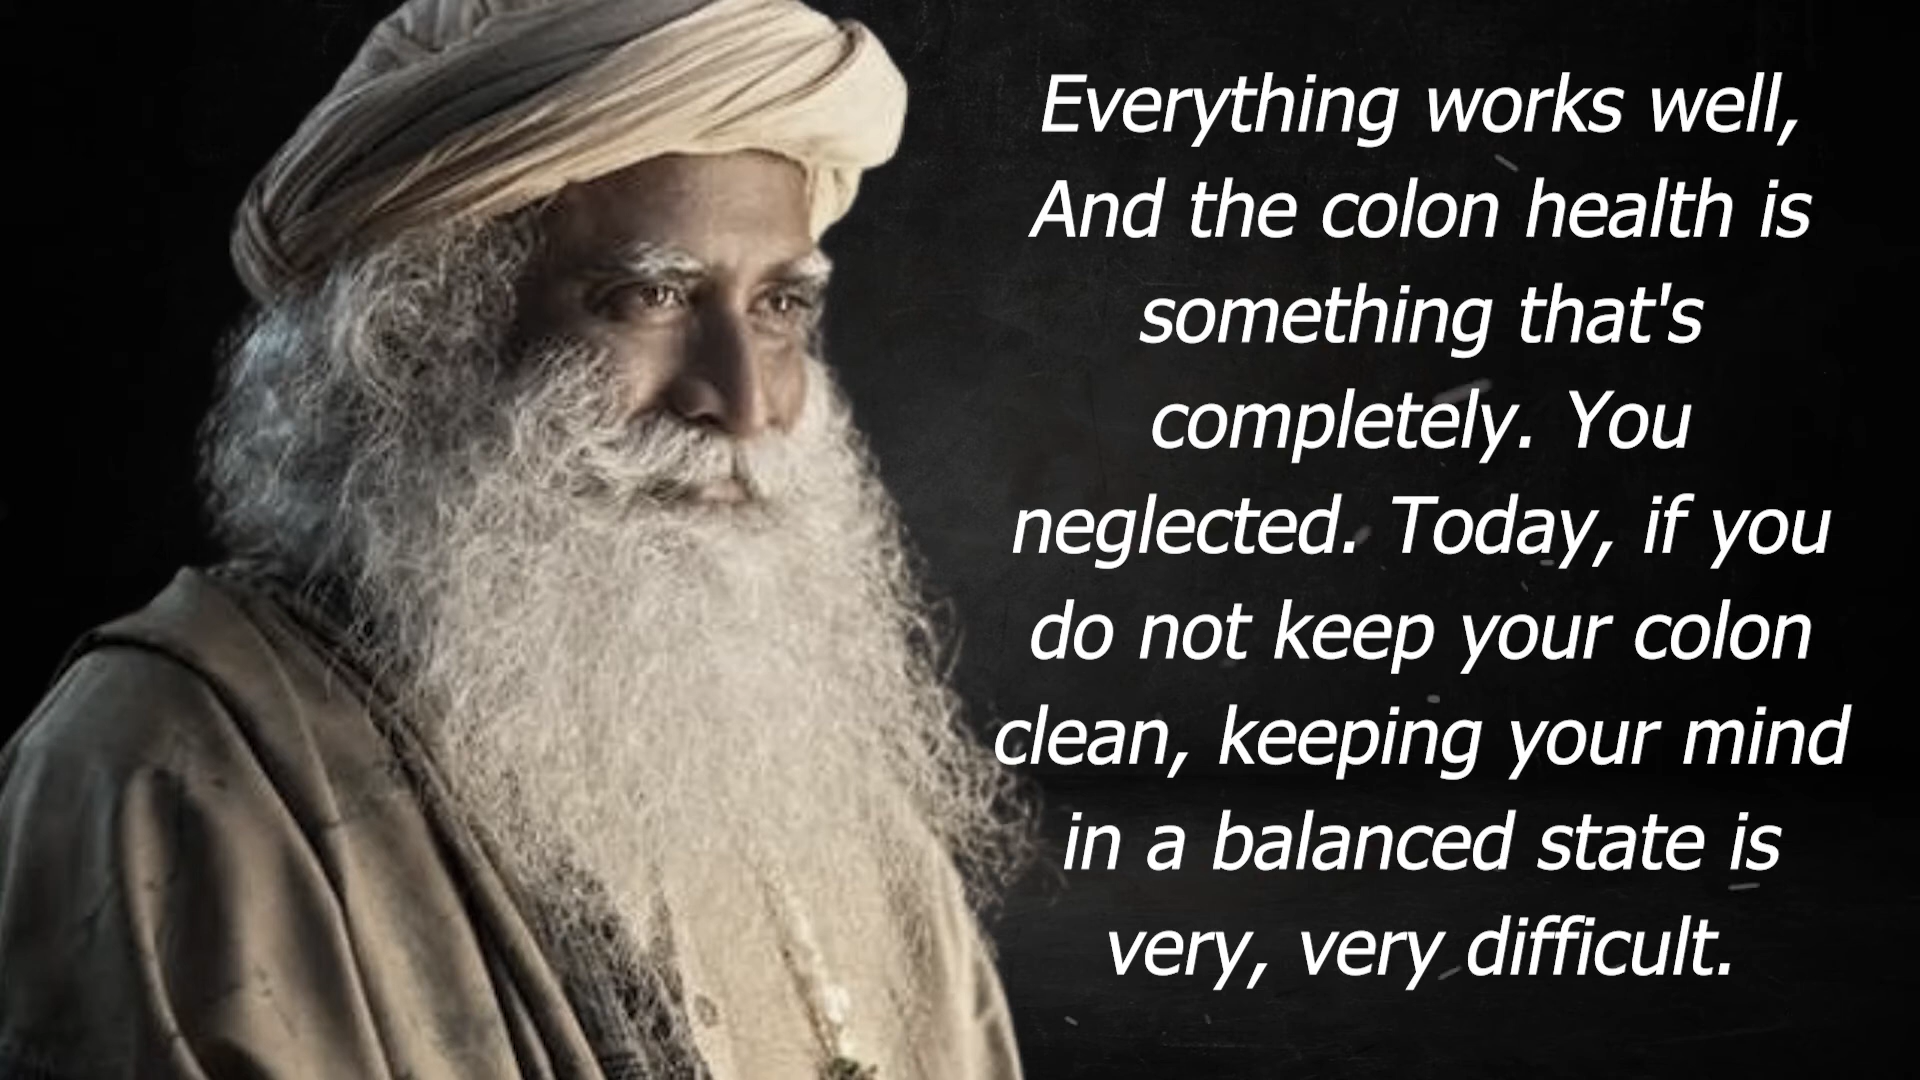 Everything works well,
And the colon health is
something that's
completely. You
neglected. Today, if you
do not keep your colon
clean, keeping your mind
in a balanced state is
very, very difficult.